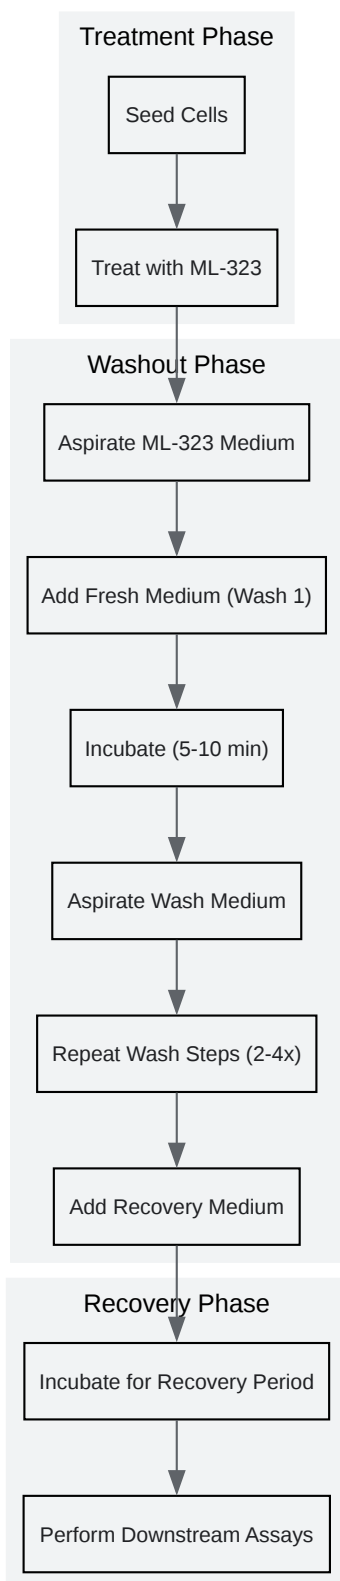 Treatment Phase
Seed Cells
Treat with ML-323
Washout Phase
Aspirate ML-323 Medium
Add Fresh Medium (Wash 1)
Incubate (5-10 min)
Aspirate Wash Medium
Repeat Wash Steps (2-4x)
Add Recovery Medium
Recovery Phase
Incubate for Recovery Period
Perform Downstream Assays